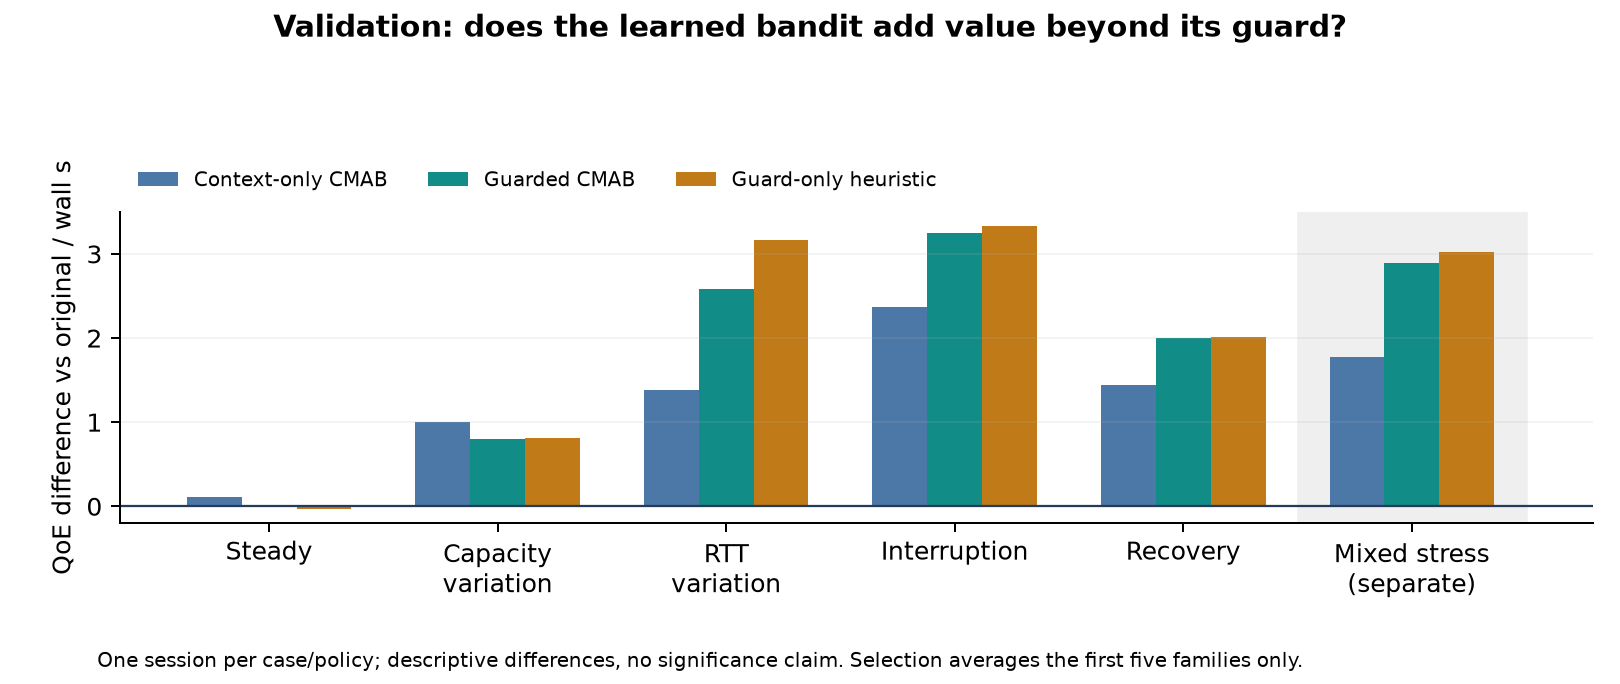 Validation: does the learned bandit add value beyond its guard?
Context-only CMAB
Guarded CMAB
Guard-only heuristic
QoE difference vs original / wall s
3
2
1
0
Steady
Capacity
variation
RTT
variation
Interruption
Recovery
Mixed stress
(separate)
One session per case/policy; descriptive differences, no significance claim. Selection averages the first five families only.